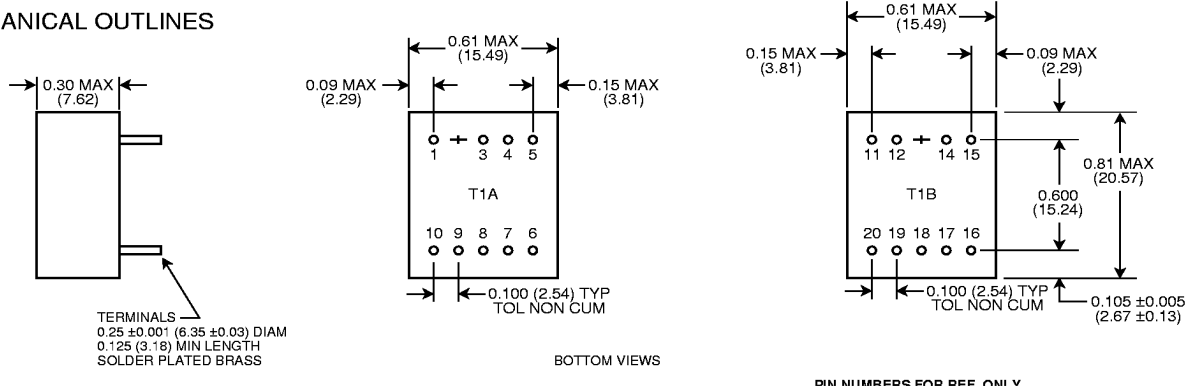 ANICAL OUTLINES
0.30 MAX
(7.62)
TERMINALS
0.25 ±0.001 (6.35 ±0.03) DIAM
0.125 (3.18) MIN LENGTH
SOLDER PLATED BRASS
0.61 MAX
(15.49)
0.09 MAX
(2.29)
0.15 MAX
(3.81)
1 3 4 5
T1A
10 9 8 7 6
0.100 (2.54) TYP
TOL NON CUM
BOTTOM VIEWS
0.61 MAX
(15.49)
0.15 MAX
(3.81)
0.09 MAX
(2.29)
11 12 14 15
T1B
20 19 18 17 16
0.81 MAX
(20.57)
0.600
(15.24)
0.100 (2.54) TYP
TOL NON CUM
0.105 ±0.005
(2.67 ±0.13)
PIN NUMBERS FOR REF. ONLY